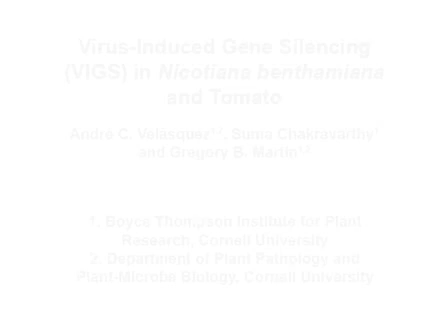 Virus-Induced Gene Silencing
(VIGS) in Nicotiana benthamiana
and Tomato
André C. Velásquez¹,², Suma Chakravarthy¹
and Gregory B. Martin¹,²
1. Boyce Thompson Institute for Plant
Research, Cornell University
2. Department of Plant Pathology and
Plant-Microbe Biology, Cornell University